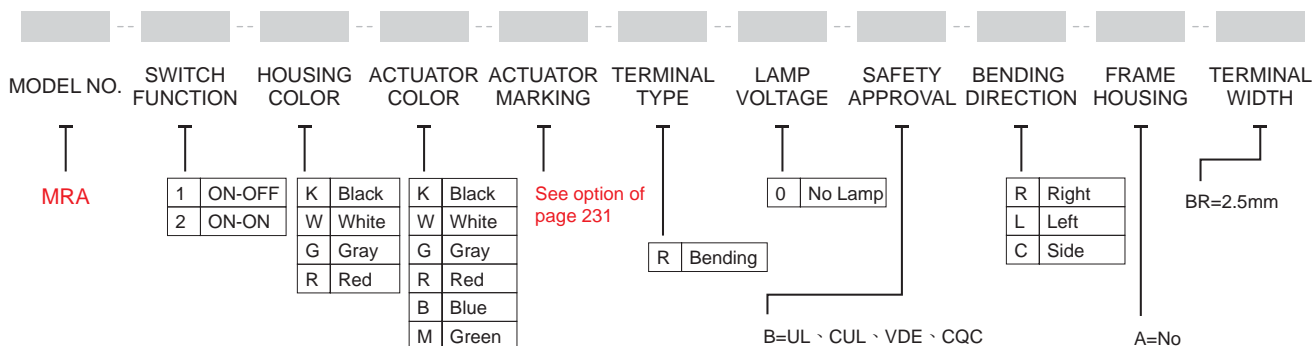 MODEL NO.
SWITCH
FUNCTION
HOUSING
COLOR
ACTUATOR
COLOR
ACTUATOR
MARKING
TERMINAL
TYPE
LAMP
VOLTAGE
SAFETY
APPROVAL
BENDING
DIRECTION
FRAME
HOUSING
TERMINAL
WIDTH
MRA
1 ON-OFF
2 ON-ON
K Black
W White
G Gray
R Red
K Black
W White
G Gray
R Red
B Blue
M Green
See option of
page 231
R Bending
0 No Lamp
B=UL、CUL、VDE、CQC
R Right
L Left
C Side
A=No
BR=2.5mm